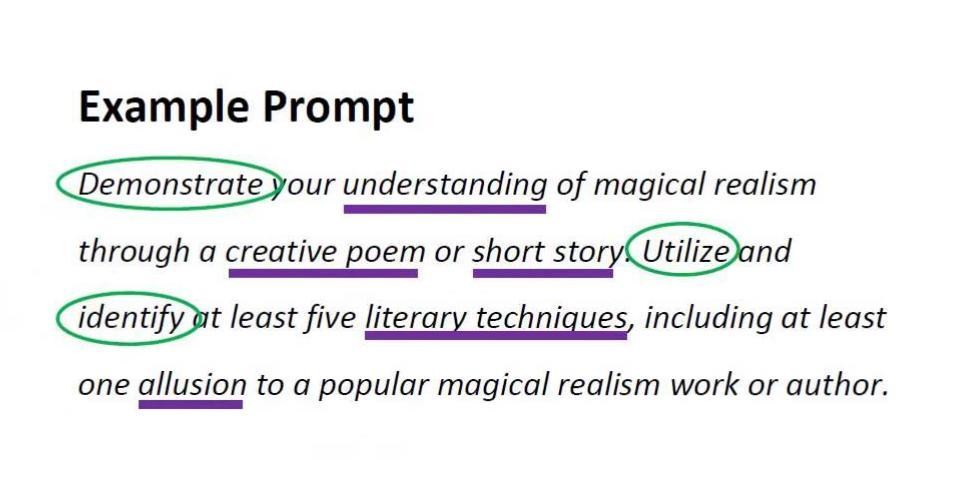 Example Prompt
Demonstrate your understanding of magical realism
through a creative poem or short story. Utilize and
identify at least five literary techniques, including at least
one allusion to a popular magical realism work or author.